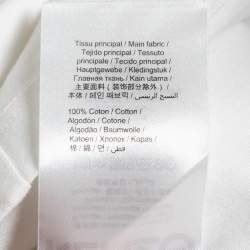 Tissu principal / Main fabric /
Tejido principal / Tessuto
principale / Tecido principal /
Hauptgewebe / Kledingstuk /
Главная ткань / Kain utama /
主要面料（装饰部分除外）/
本体 / 메인 패브릭 / النسيج الرئيسي
100% Coton / Cotton /
Algodón / Cotone /
Algodão / Baumwolle /
Katoen / Хлопок / Kapas /
棉 / 綿 / 면 / قطن